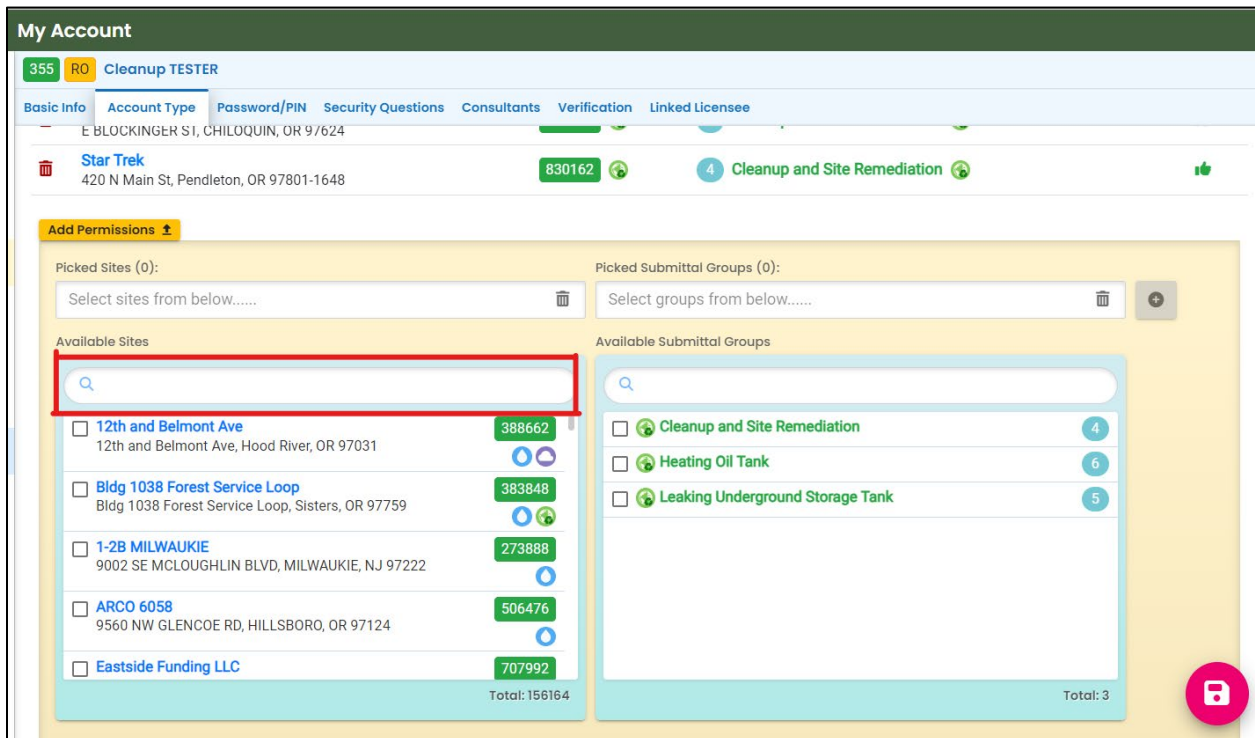 My Account
355 RO Cleanup TESTER
Basic Info Account Type Password/PIN Security Questions Consultants Verification Linked Licensee
E BLOCKINGER ST, CHILOQUIN, OR 97624
Star Trek
420 N Main St, Pendleton, OR 97801-1648
830162
4 Cleanup and Site Remediation
Add Permissions
Picked Sites (0):
Select sites from below......
Picked Submittal Groups (0):
Select groups from below......
Available Sites
12th and Belmont Ave
12th and Belmont Ave, Hood River, OR 97031
388662
Bldg 1038 Forest Service Loop
Bldg 1038 Forest Service Loop, Sisters, OR 97759
383848
1-2B MILWAUKIE
9002 SE MCLOUGHLIN BLVD, MILWAUKIE, NJ 97222
273888
ARCO 6058
9560 NW GLENCOE RD, HILLSBORO, OR 97124
506476
Eastside Funding LLC
707992
Total: 156164
Available Submittal Groups
Cleanup and Site Remediation 4
Heating Oil Tank 6
Leaking Underground Storage Tank 5
Total: 3